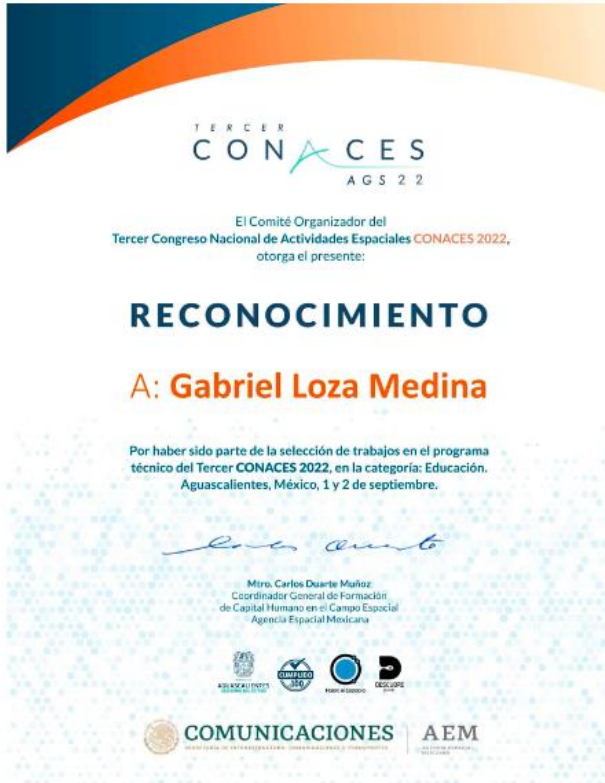 TERCER
CONACES
AGS 22
El Comité Organizador del
Tercer Congreso Nacional de Actividades Espaciales CONACES 2022,
otorga el presente:
RECONOCIMIENTO
A: Gabriel Loza Medina
Por haber sido parte de la selección de trabajos en el programa
técnico del Tercer CONACES 2022, en la categoría: Educación.
Aguascalientes, México, 1 y 2 de septiembre.
Mtro. Carlos Duarte Muñoz
Coordinador General de Formación
de Capital Humano en el Campo Espacial
Agencia Espacial Mexicana
AGUASCALIENTES
CUMPLIDO
DESCUBRE
COMUNICACIONES
AEM